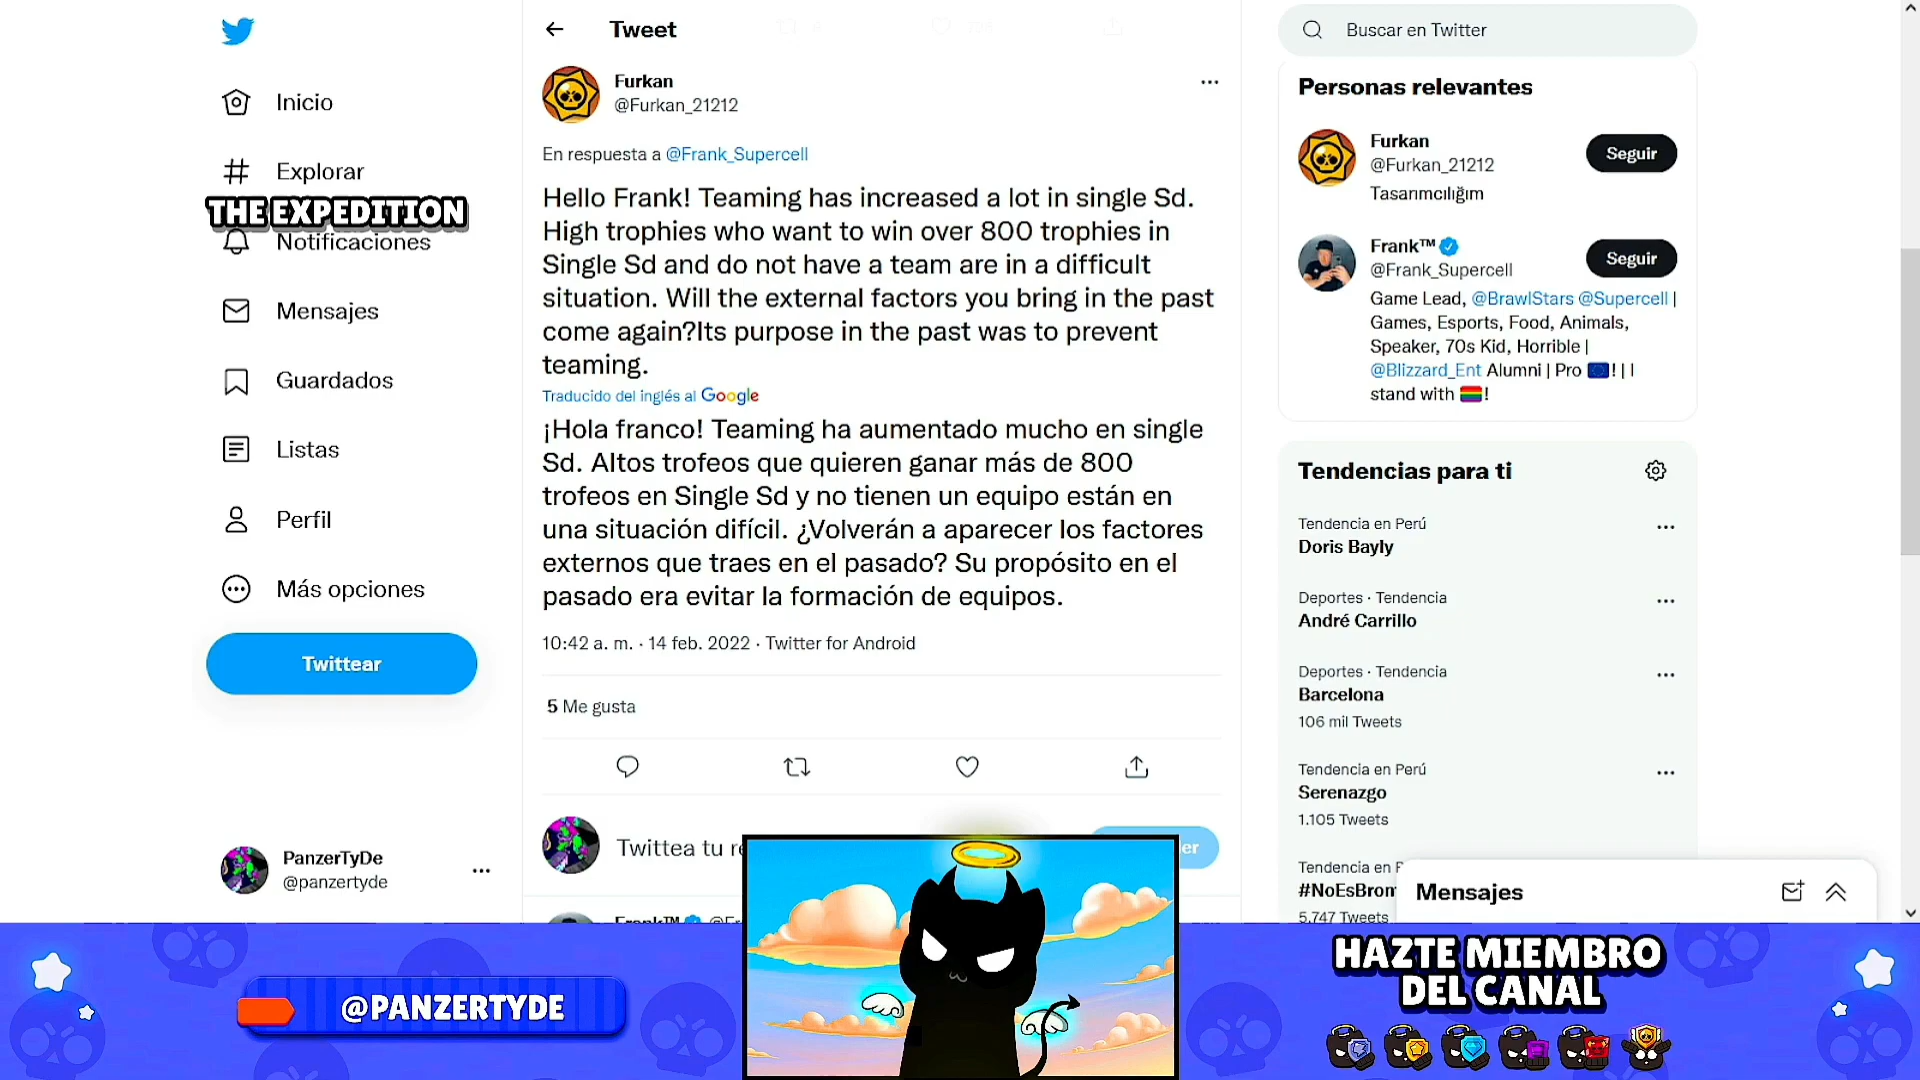 Inicio
Explorar
THE EXPEDITION
Notificaciones
Mensajes
Guardados
Listas
Perfil
Más opciones
Twittear
PanzerTyDe
@panzertyde
Tweet
Furkan
@Furkan_21212
En respuesta a @Frank_Supercell
Hello Frank! Teaming has increased a lot in single Sd.
High trophies who want to win over 800 trophies in
Single Sd and do not have a team are in a difficult
situation. Will the external factors you bring in the past
come again?Its purpose in the past was to prevent
teaming.
Traducido del inglés al Google
¡Hola franco! Teaming ha aumentado mucho en single
Sd. Altos trofeos que quieren ganar más de 800
trofeos en Single Sd y no tienen un equipo están en
una situación difícil. ¿Volverán a aparecer los factores
externos que traes en el pasado? Su propósito en el
pasado era evitar la formación de equipos.
10:42 a. m. · 14 feb. 2022 · Twitter for Android
5 Me gusta
Twittea tu re
er
Frank™
Buscar en Twitter
Personas relevantes
Furkan
@Furkan_21212
Seguir
Tasarımcılığım
Frank™
@Frank_Supercell
Seguir
Game Lead, @BrawlStars @Supercell |
Games, Esports, Food, Animals,
Speaker, 70s Kid, Horrible |
@Blizzard_Ent Alumni | Pro 🇪🇺! | I
stand with 🏳️‍🌈!
Tendencias para ti
Tendencia en Perú
Doris Bayly
Deportes · Tendencia
André Carrillo
Deportes · Tendencia
Barcelona
106 mil Tweets
Tendencia en Perú
Serenazgo
1.105 Tweets
Tendencia en P
#NoEsBrom
5.747 Tweets
Mensajes
@PANZERTYDE
HAZTE MIEMBRO
DEL CANAL